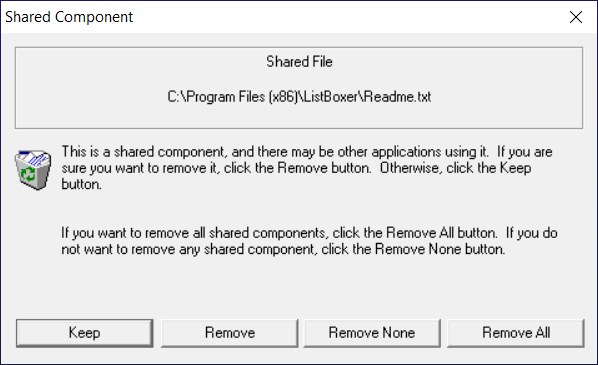 Shared Component
Shared File
C:\Program Files (x86)\ListBoxer\Readme.txt
This is a shared component, and there may be other applications using it.  If you are
sure you want to remove it, click the Remove button.  Otherwise, click the Keep
button.
If you want to remove all shared components, click the Remove All button.  If you do
not want to remove any shared component, click the Remove None button.
Keep
Remove
Remove None
Remove All